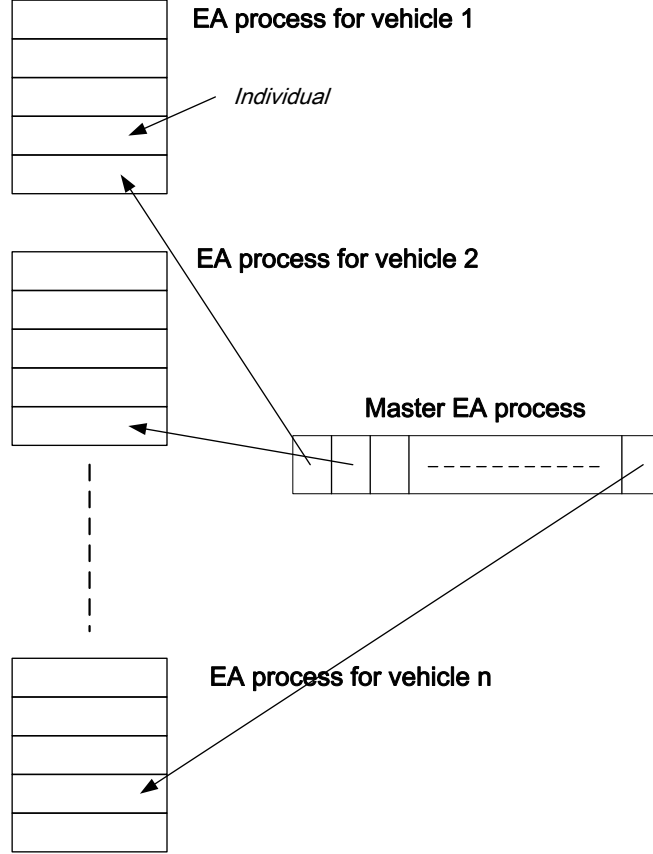 EA process for vehicle 1
Individual
EA process for vehicle 2
Master EA process
EA process for vehicle n